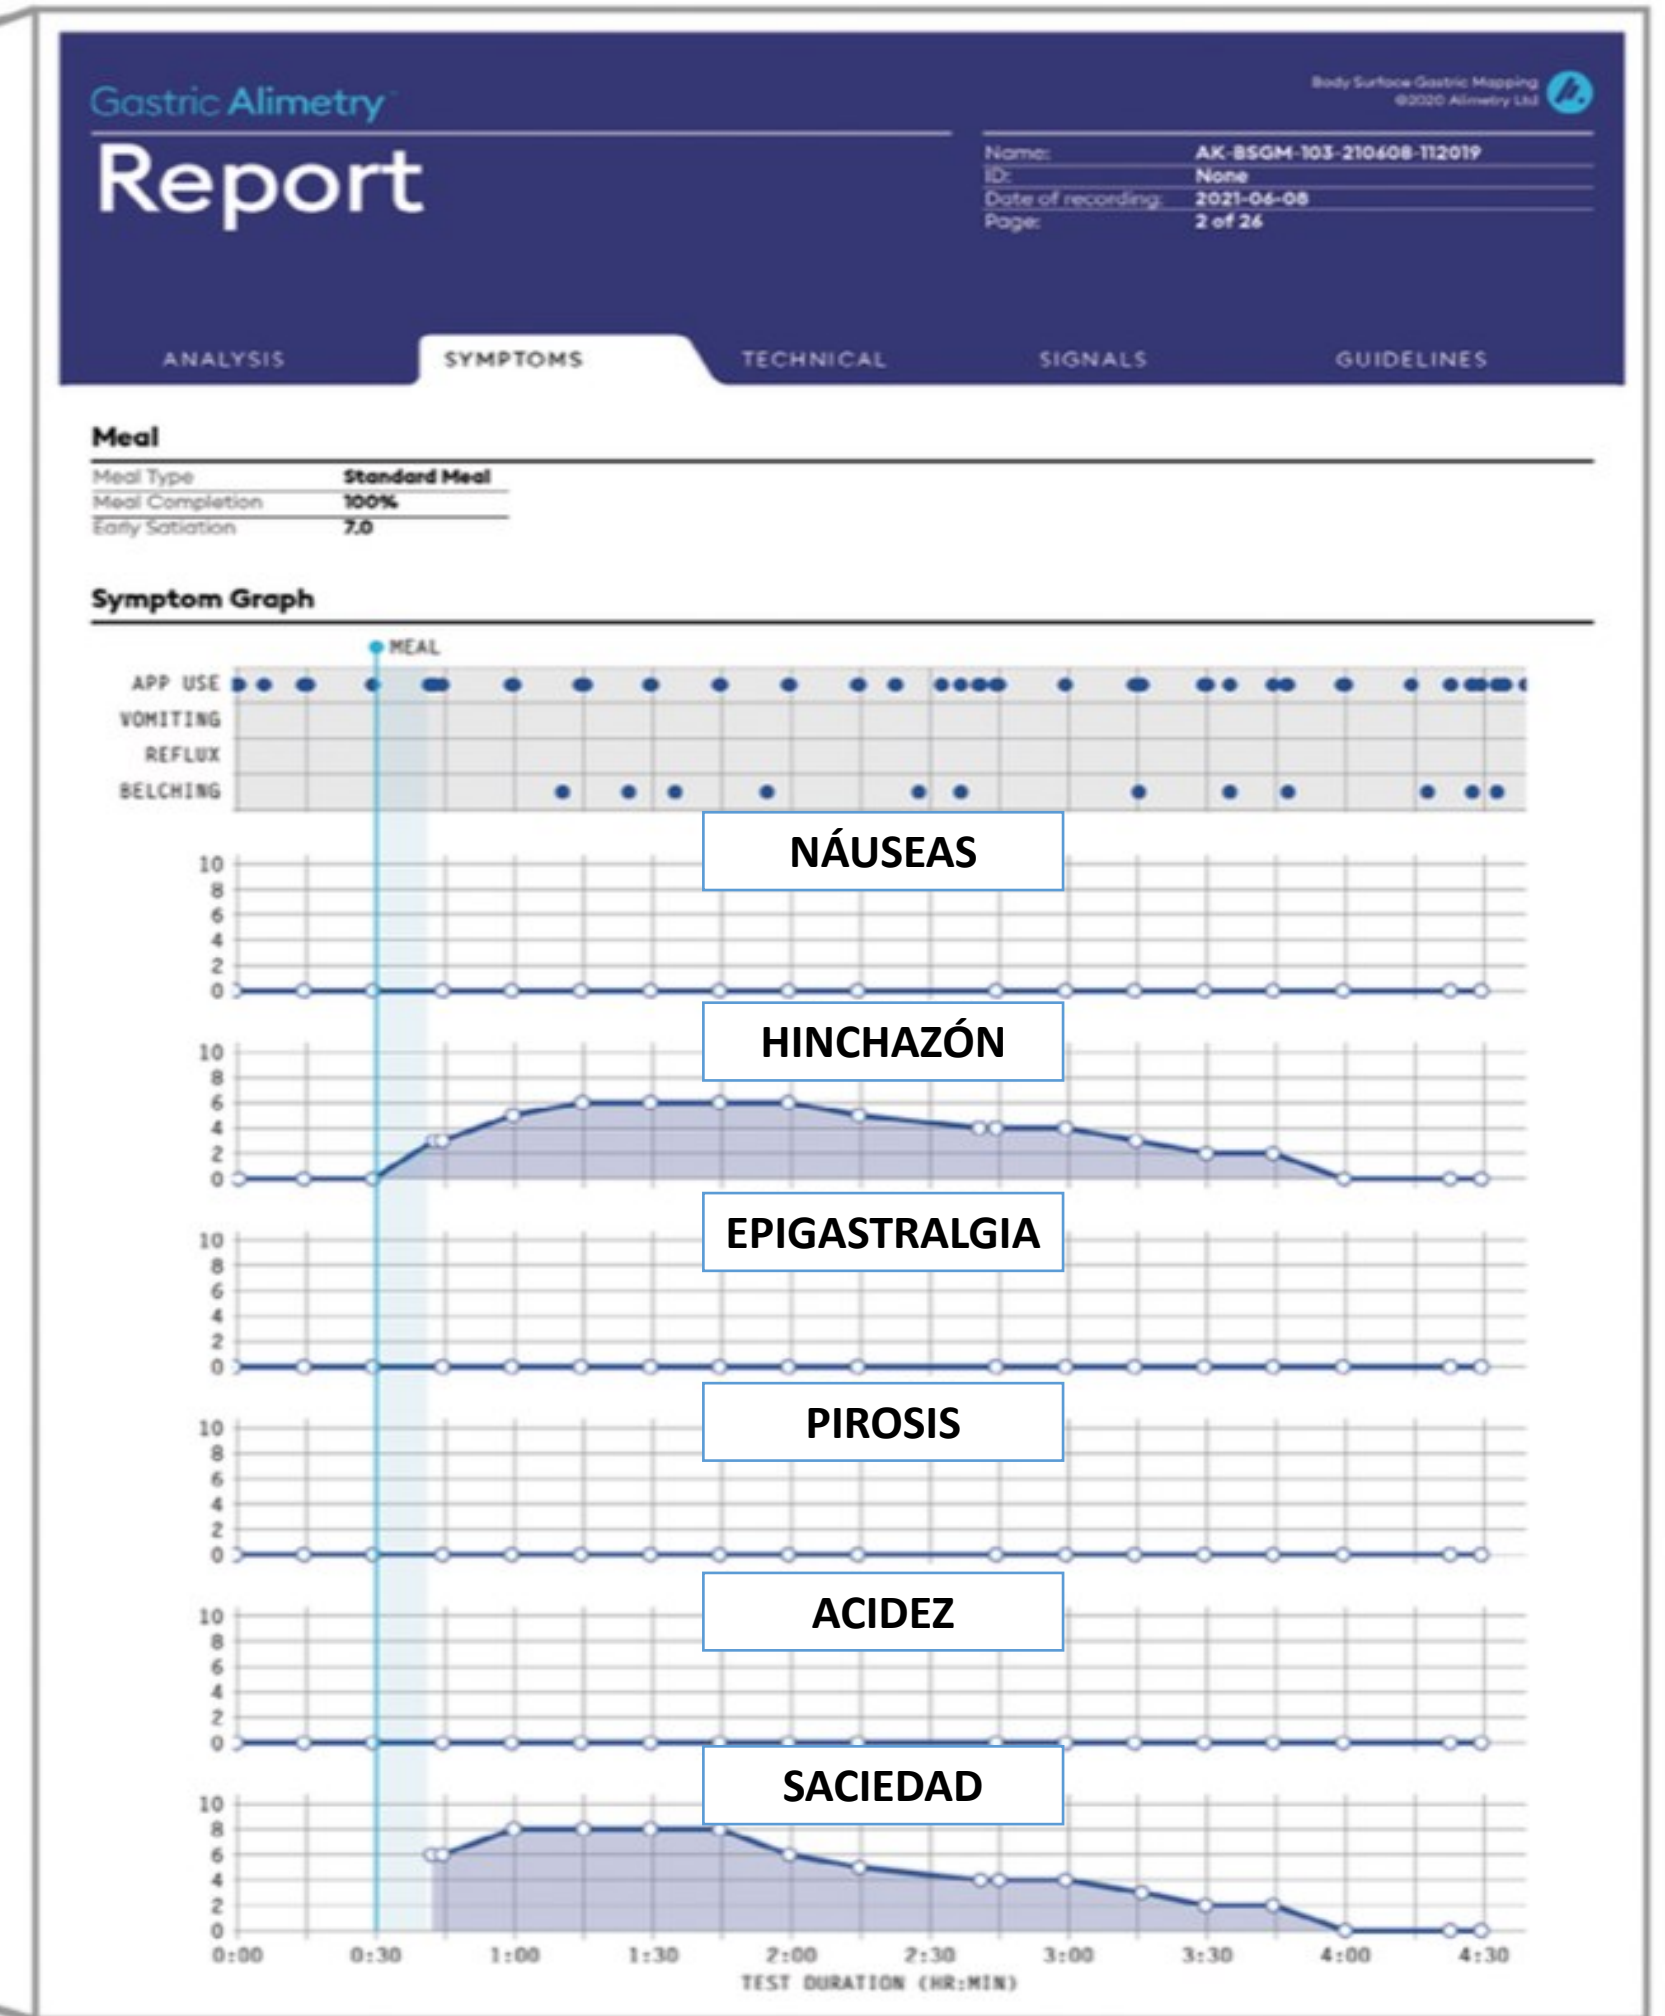 Gastric Alimetry
Body Surface Gastric Mapping
©2020 Alimetry Ltd
Report
Name: AK-BSGM-103-210608-112019
ID: None
Date of recording: 2021-06-08
Page: 2 of 26
ANALYSIS SYMPTOMS TECHNICAL SIGNALS GUIDELINES
Meal
Meal Type Standard Meal
Meal Completion 100%
Early Satiation 7.0
Symptom Graph
MEAL
APP USE
VOMITING
REFLUX
BELCHING
NÁUSEAS
10
8
6
4
2
0
HINCHAZÓN
10
8
6
4
2
0
EPIGASTRALGIA
10
8
6
4
2
0
PIROSIS
10
8
6
4
2
0
ACIDEZ
10
8
6
4
2
0
SACIEDAD
10
8
6
4
2
0
0:00 0:30 1:00 1:30 2:00 2:30 3:00 3:30 4:00 4:30
TEST DURATION (HR:MIN)